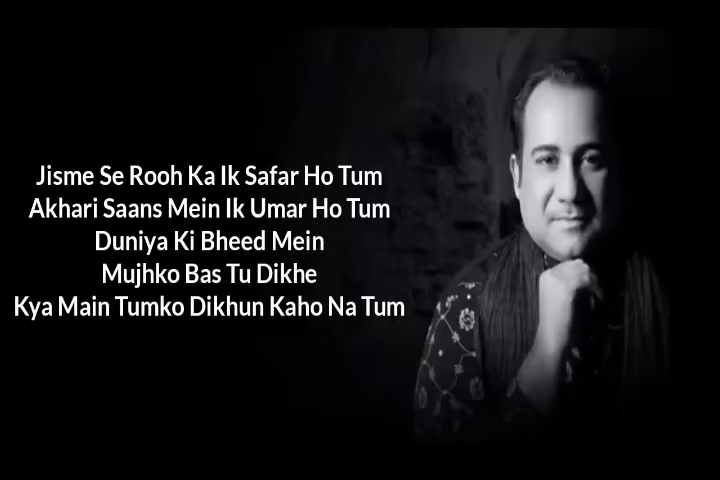 Jisme Se Rooh Ka Ik Safar Ho Tum
Akhari Saans Mein Ik Umar Ho Tum
Duniya Ki Bheed Mein
Mujhko Bas Tu Dikhe
Kya Main Tumko Dikhun Kaho Na Tum